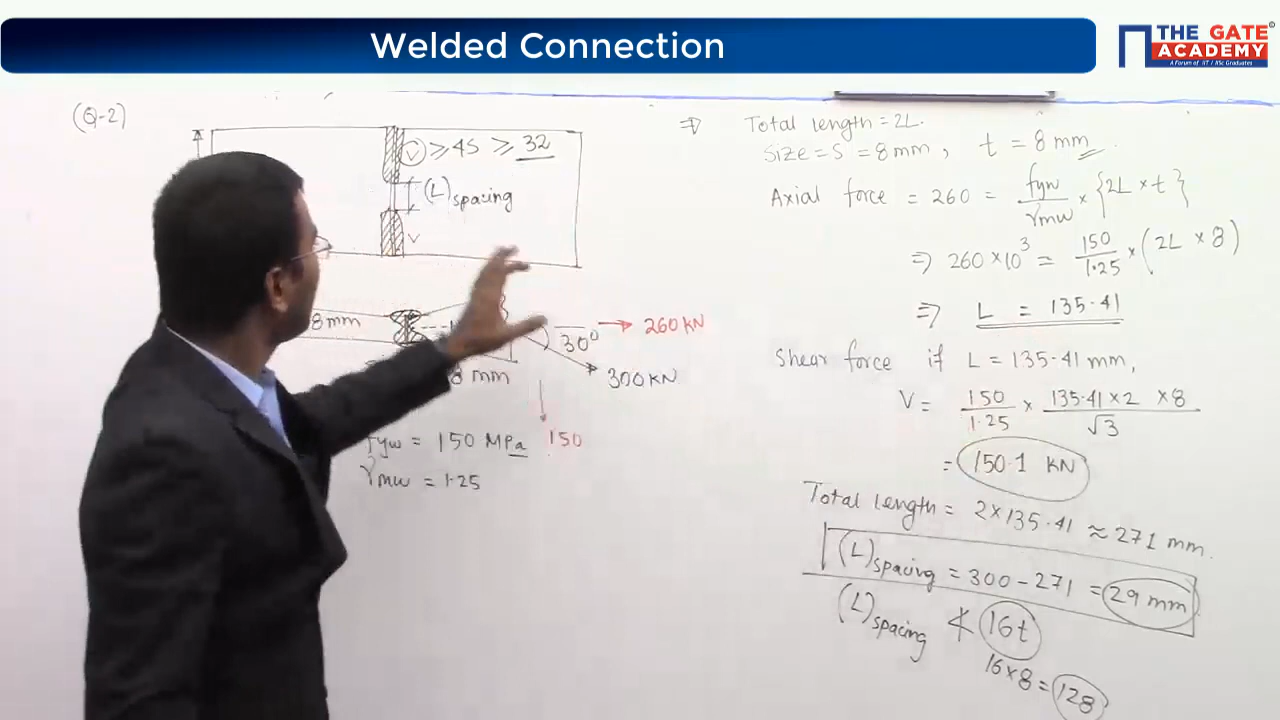 Welded Connection
THE GATE ACADEMY
A Forum of IIT / IISc Graduates
(Q-2)
V ≥ 4S ≥ 32
(L)spacing
V
8mm
30°
260 KN
300 KN
8 mm
150
fyw = 150 MPa
γmw = 1.25
⇒ Total length = 2L.
Size = S = 8mm, t = 8 mm
Axial force = 260 = fyw/γmw × {2L × t}
⇒ 260 × 10³ = 150/1.25 × (2L × 8)
⇒ L = 135.41
Shear force if L = 135.41 mm,
V = 150/1.25 × 135.41 × 2 × 8/√3
= 150.1 KN
Total length = 2 × 135.41 ≈ 271 mm.
(L)spacing = 300 - 271 = 29 mm
(L)spacing ≮ 16t
16 × 8 = 128